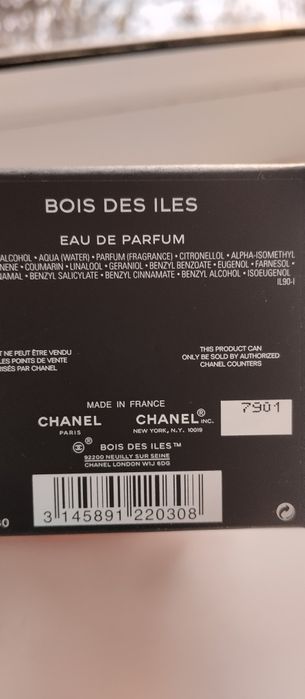 BOIS DES ILES
EAU DE PARFUM
ALCOHOL • AQUA (WATER) • PARFUM (FRAGRANCE) • CITRONELLOL • ALPHA-ISOMETHYL
NENE • COUMARIN • LINALOOL • GERANIOL • BENZYL BENZOATE • EUGENOL • FARNESOL •
NAMAL • BENZYL SALICYLATE • BENZYL CINNAMATE • BENZYL ALCOHOL • ISOEUGENOL
IL90-I
T NE PEUT ÊTRE VENDU
LES POINTS DE VENTE
RISÉS PAR CHANEL
THIS PRODUCT CAN
ONLY BE SOLD BY AUTHORIZED
CHANEL COUNTERS
MADE IN FRANCE
CHANEL
PARIS
CHANEL® INC.
NEW YORK, N.Y. 10019
7901
®
BOIS DES ILES™
92200 NEUILLY SUR SEINE
CHANEL LONDON W1J 6DG
3 145891 220308